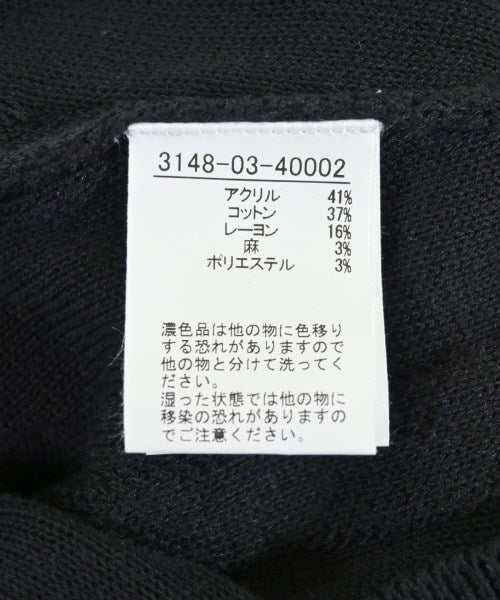 3148-03-40002
アクリル 41%
コットン 37%
レーヨン 16%
麻 3%
ポリエステル 3%
濃色品は他の物に色移り
する恐れがありますので
他の物と分けて洗ってく
ださい。
湿った状態では他の物に
移染の恐れがありますの
でご注意ください。